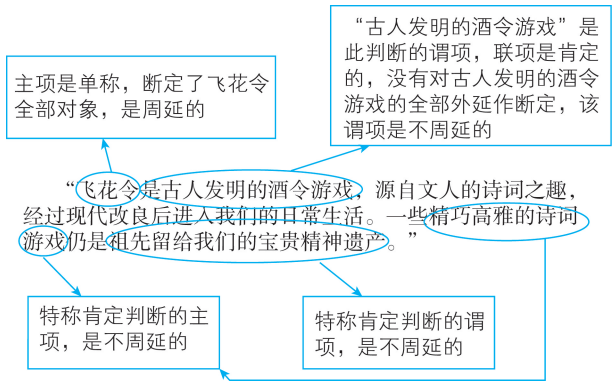 主项是单称，断定了飞花令
全部对象，是周延的
“古人发明的酒令游戏”是
此判断的谓项，联项是肯定
的，没有对古人发明的酒令
游戏的全部外延作断定，该
谓项是不周延的
“飞花令是古人发明的酒令游戏，源自文人的诗词之趣，
经过现代改良后进入我们的日常生活。一些精巧高雅的诗词
游戏仍是祖先留给我们的宝贵精神遗产。”
特称肯定判断的主
项，是不周延的
特称肯定判断的谓
项，是不周延的